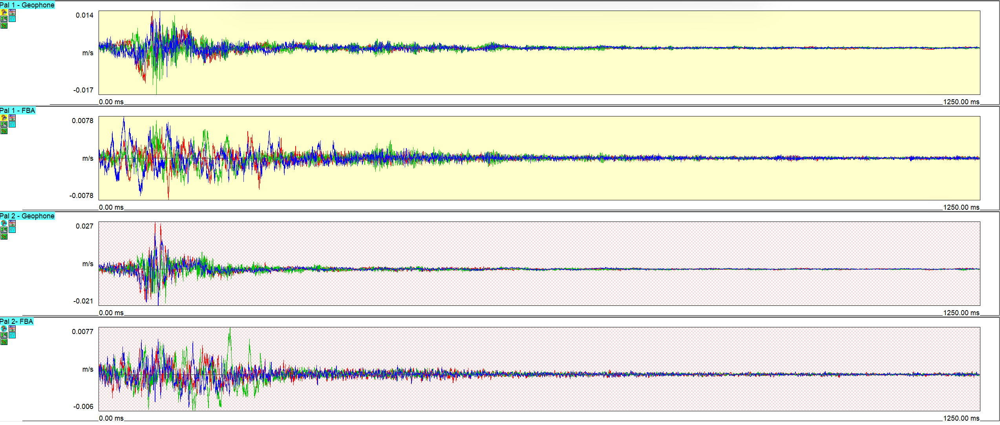 Pal 1 - Geophone
0.014
m/s
-0.017
0.00 ms
1250.00 ms
Pal 1 - FBA
0.0078
m/s
-0.0078
0.00 ms
1250.00 ms
Pal 2 - Geophone
0.027
m/s
-0.021
0.00 ms
1250.00 ms
Pal 2- FBA
0.0077
m/s
-0.006
0.00 ms
1250.00 ms